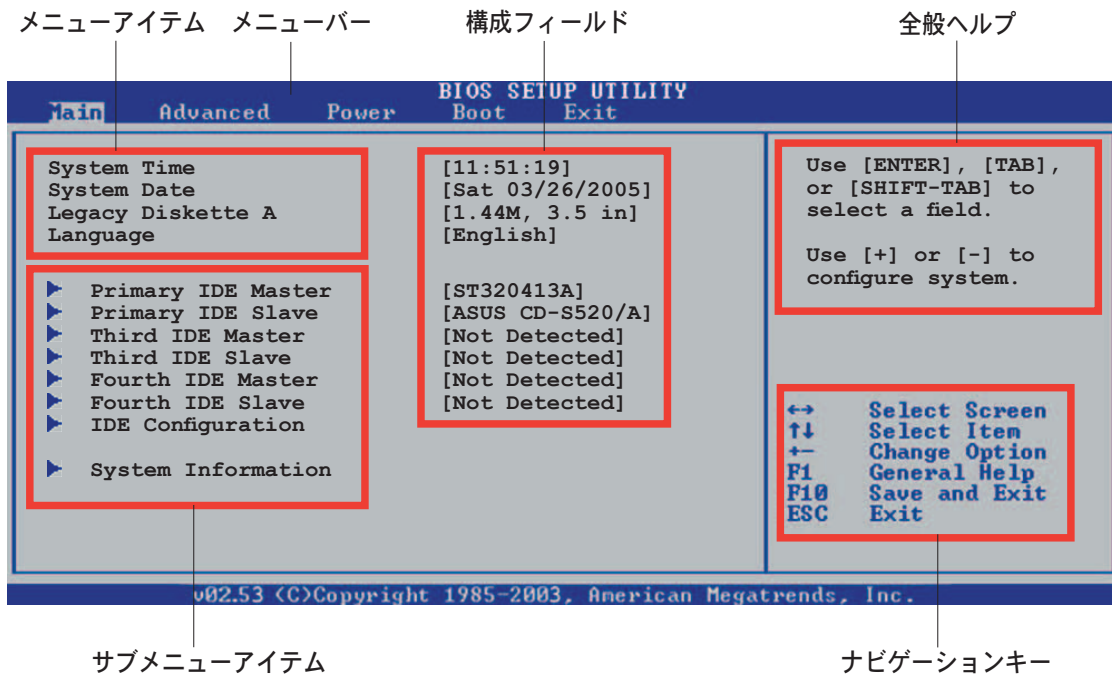 メニューアイテム メニューバー 構成フィールド 全般ヘルプ
BIOS SETUP UTILITY
Main Advanced Power Boot Exit
System Time [11:51:19]
System Date [Sat 03/26/2005]
Legacy Diskette A [1.44M, 3.5 in]
Language [English]
Primary IDE Master [ST320413A]
Primary IDE Slave [ASUS CD-S520/A]
Third IDE Master [Not Detected]
Third IDE Slave [Not Detected]
Fourth IDE Master [Not Detected]
Fourth IDE Slave [Not Detected]
IDE Configuration
System Information
Use [ENTER], [TAB],
or [SHIFT-TAB] to
select a field.
Use [+] or [-] to
configure system.
↔ Select Screen
↑↓ Select Item
+- Change Option
F1 General Help
F10 Save and Exit
ESC Exit
v02.53 (C)Copyright 1985-2003, American Megatrends, Inc.
サブメニューアイテム ナビゲーションキー